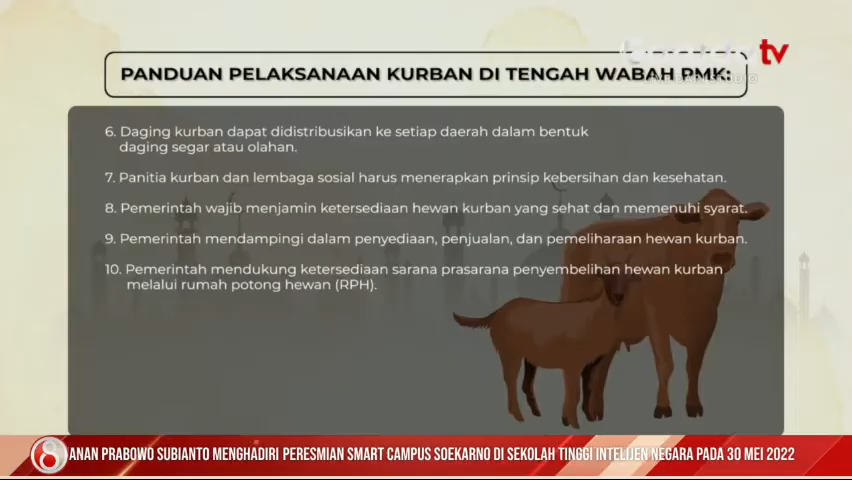 tv
PANDUAN PELAKSANAAN KURBAN DI TENGAH WABAH PMK:
6. Daging kurban dapat didistribusikan ke setiap daerah dalam bentuk
daging segar atau olahan.
7. Panitia kurban dan lembaga sosial harus menerapkan prinsip kebersihan dan kesehatan.
8. Pemerintah wajib menjamin ketersediaan hewan kurban yang sehat dan memenuhi syarat.
9. Pemerintah mendampingi dalam penyediaan, penjualan, dan pemeliharaan hewan kurban.
10. Pemerintah mendukung ketersediaan sarana prasarana penyembelihan hewan kurban
melalui rumah potong hewan (RPH).
8 ANAN PRABOWO SUBIANTO MENGHADIRI PERESMIAN SMART CAMPUS SOEKARNO DI SEKOLAH TINGGI INTELIJEN NEGARA PADA 30 MEI 2022